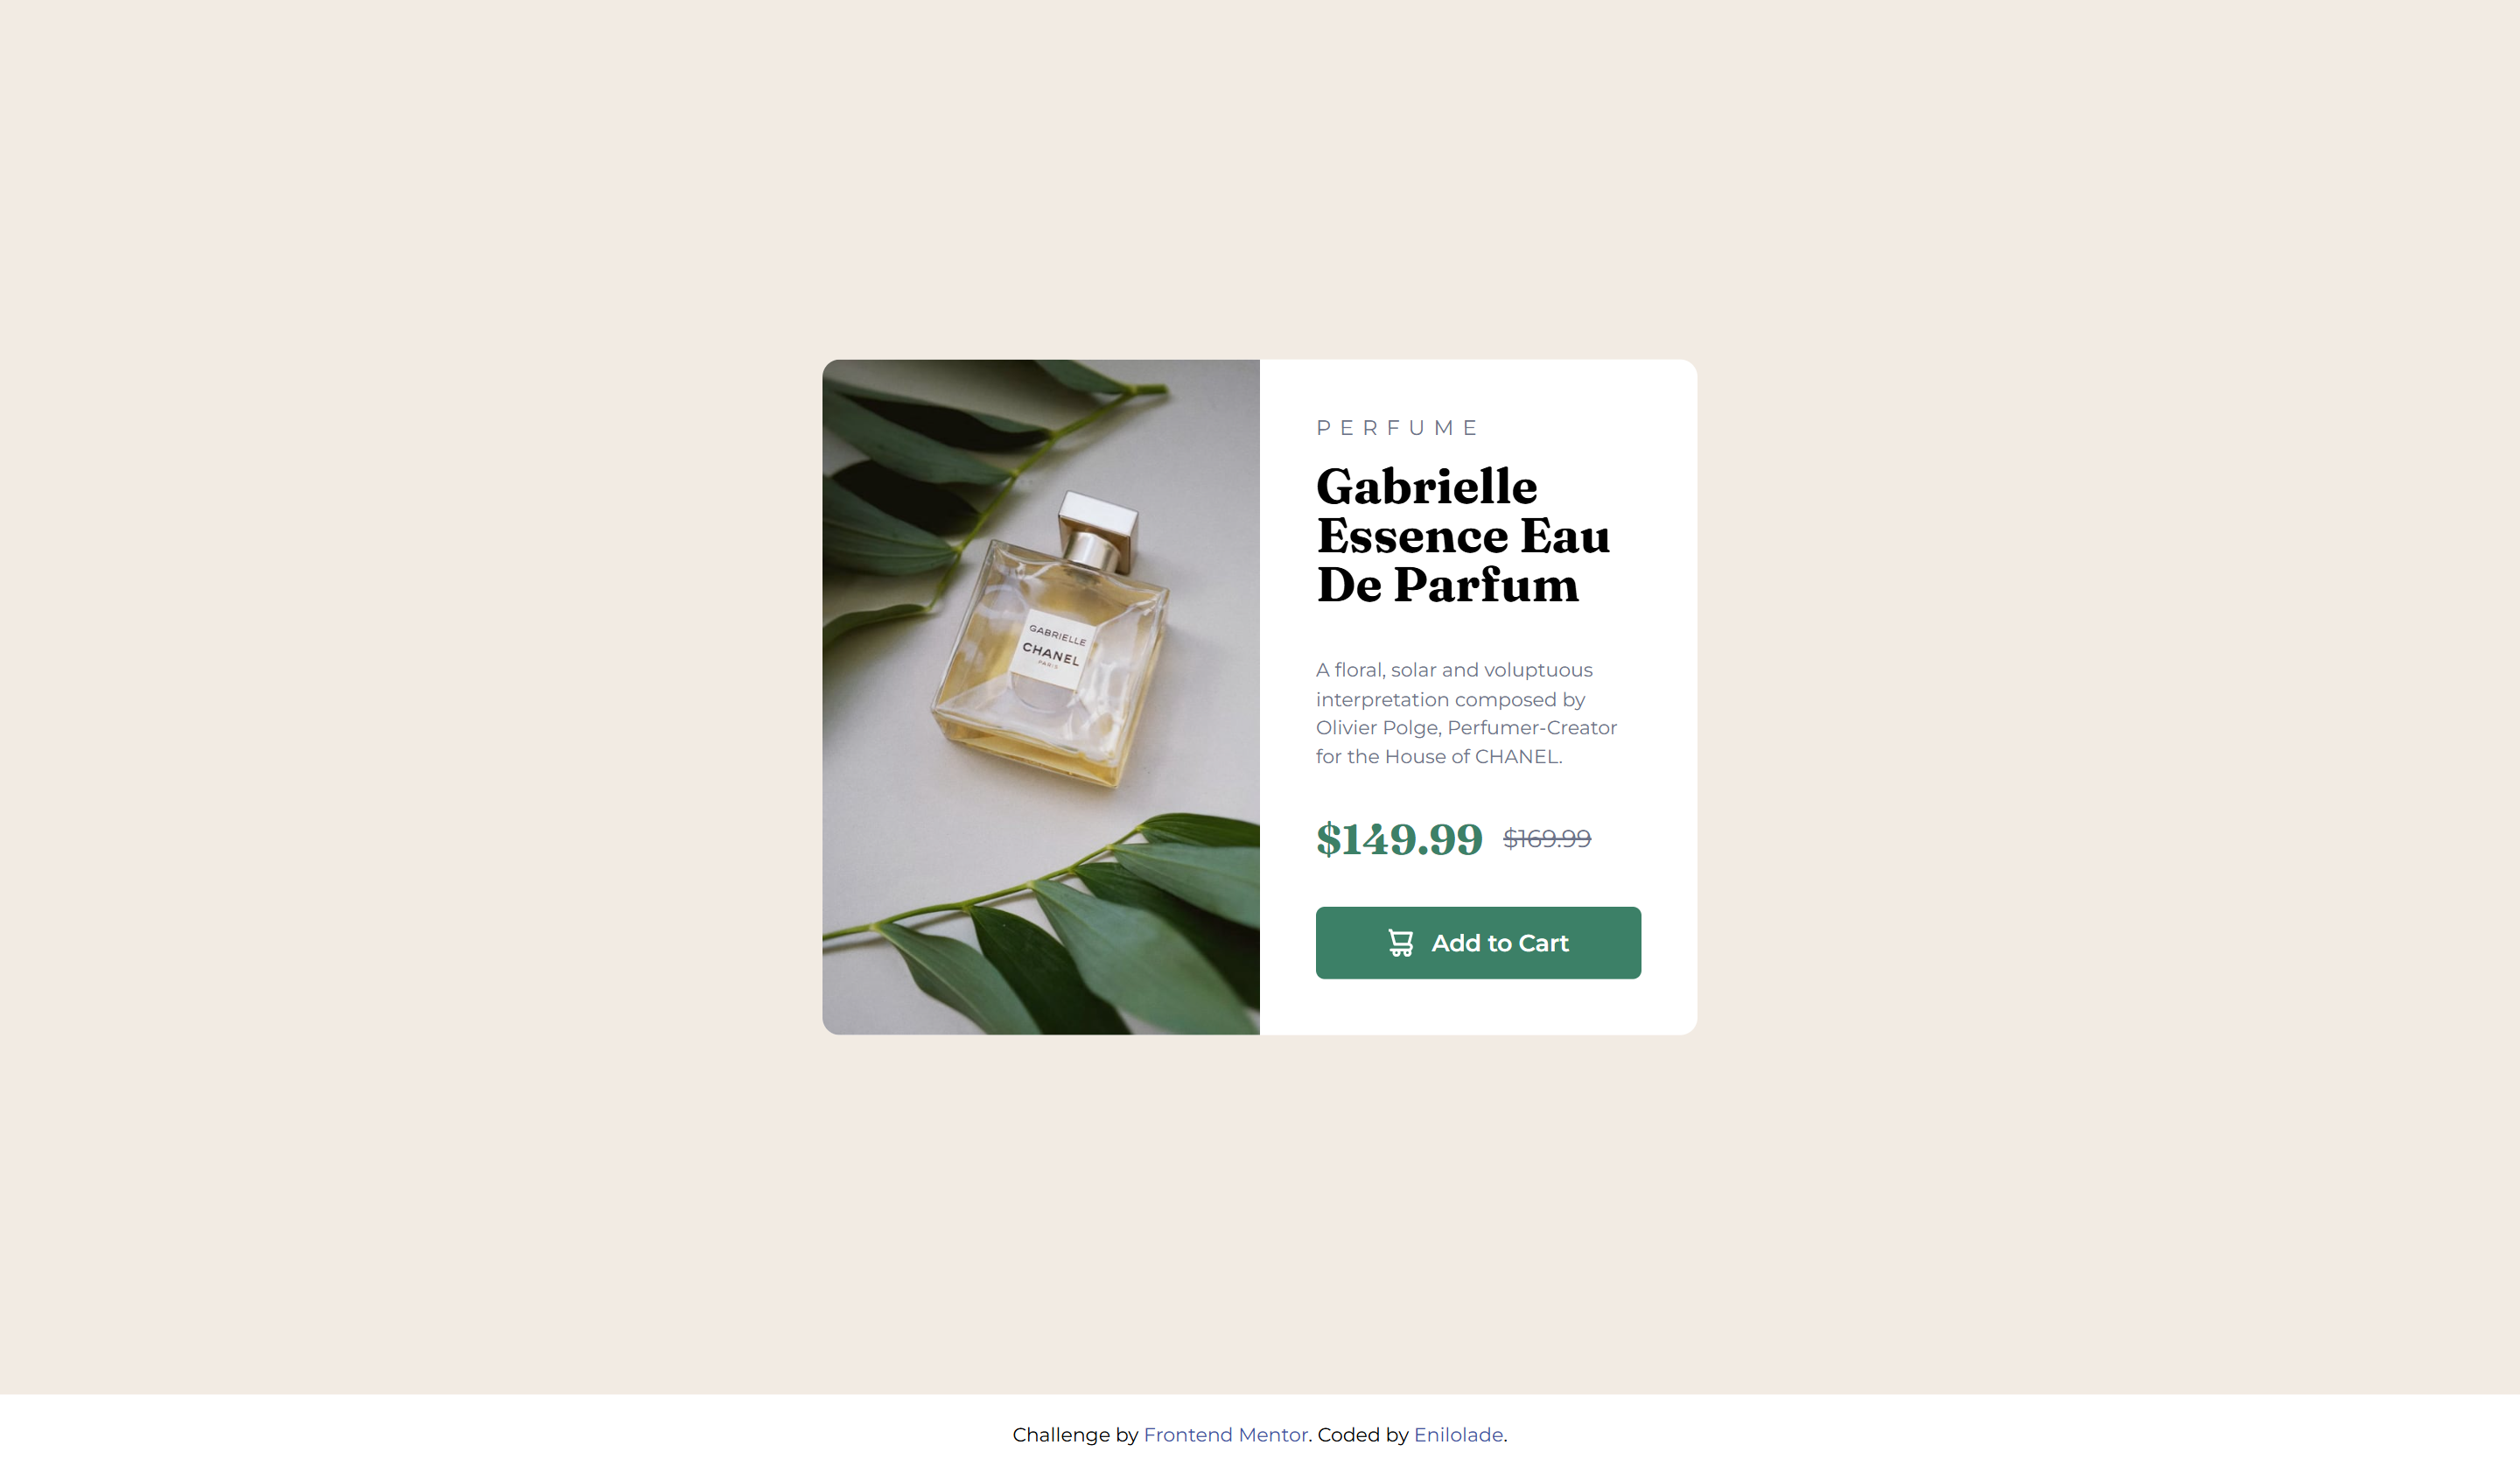 GABRIELLE
CHANEL
PARIS
PERFUME
Gabrielle
Essence Eau
De Parfum
A floral, solar and voluptuous
interpretation composed by
Olivier Polge, Perfumer-Creator
for the House of CHANEL.
$149.99 $169.99
Add to Cart
Challenge by Frontend Mentor. Coded by Enilolade.